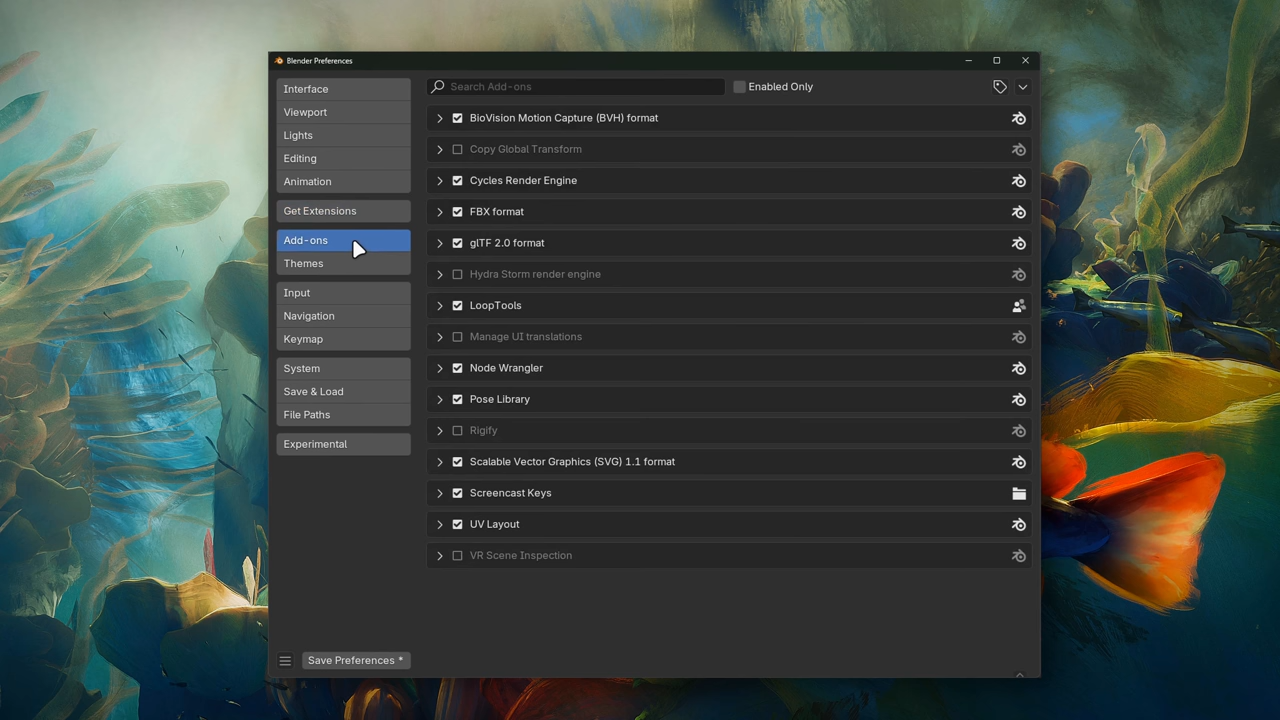 Blender Preferences
Interface
Viewport
Lights
Editing
Animation
Get Extensions
Add-ons
Themes
Input
Navigation
Keymap
System
Save & Load
File Paths
Experimental
Save Preferences *
Search Add-ons
Enabled Only
BioVision Motion Capture (BVH) format
Copy Global Transform
Cycles Render Engine
FBX format
glTF 2.0 format
Hydra Storm render engine
LoopTools
Manage UI translations
Node Wrangler
Pose Library
Rigify
Scalable Vector Graphics (SVG) 1.1 format
Screencast Keys
UV Layout
VR Scene Inspection